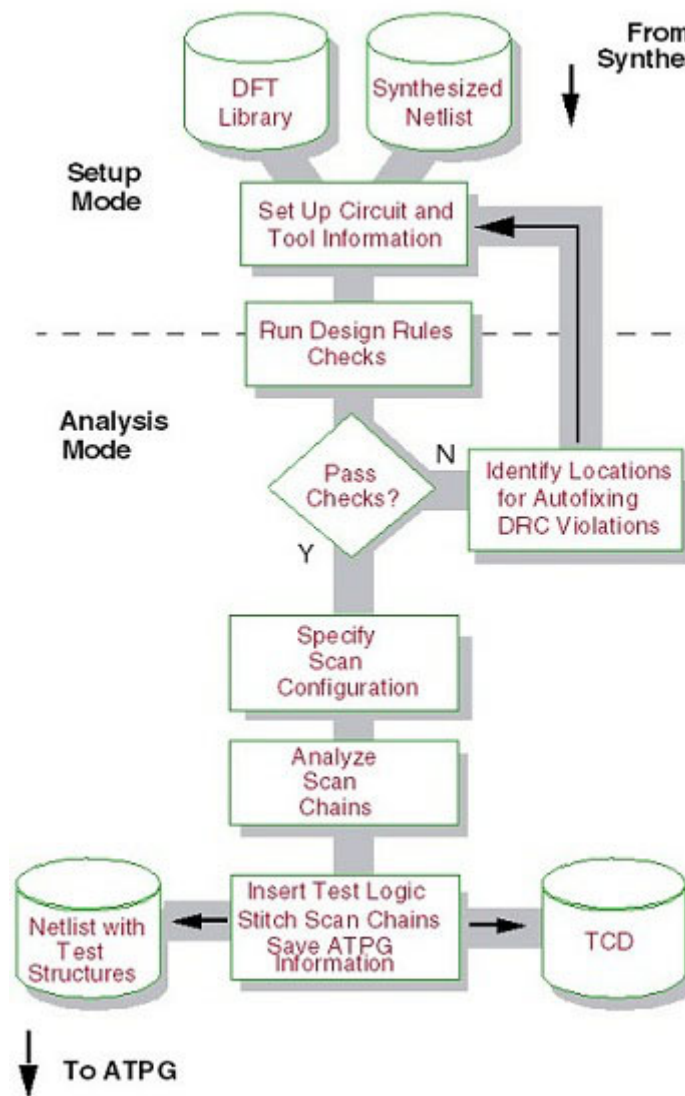 From
Synthe
DFT
Library
Synthesized
Netlist
Setup
Mode
Set Up Circuit and
Tool Information
Run Design Rules
Checks
Analysis
Mode
Pass
Checks?
N
Y
Identify Locations
for Autofixing
DRC Violations
Specify
Scan
Configuration
Analyze
Scan
Chains
Insert Test Logic
Stitch Scan Chains
Save ATPG
Information
Netlist with
Test
Structures
TCD
To ATPG